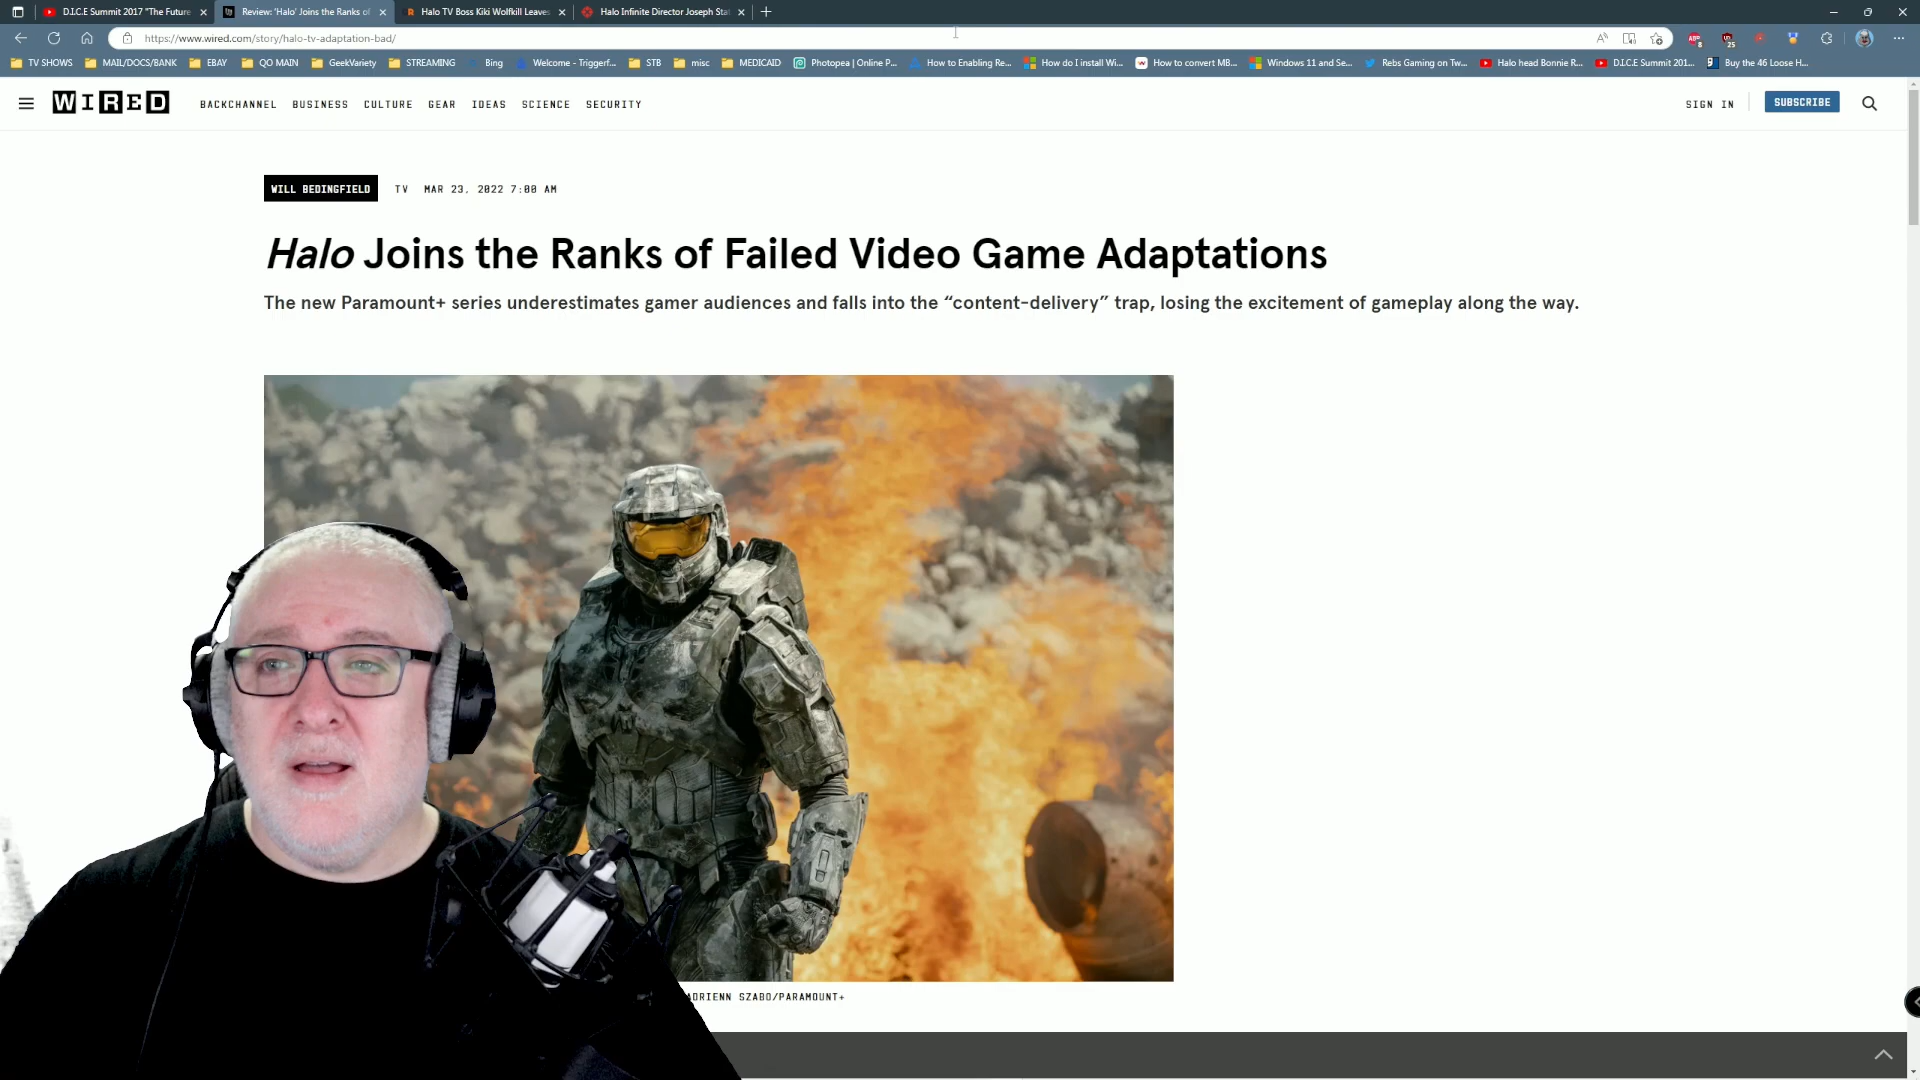 D.I.C.E Summit 2017 "The Future
Review: 'Halo' Joins the Ranks of
Halo TV Boss Kiki Wolfkill Leaves
Halo Infinite Director Joseph Stat
https://www.wired.com/story/halo-tv-adaptation-bad/
TV SHOWS MAIL/DOCS/BANK EBAY QO MAIN GeekVariety STREAMING Bing Welcome - Triggerf... STB misc MEDICAID Photopea | Online P... How to Enabling Re... How do I install Wi... How to convert MB... Windows 11 and Se... Rebs Gaming on Tw... Halo head Bonnie R... D.I.C.E Summit 201... Buy the 46 Loose H...
WIRED BACKCHANNEL BUSINESS CULTURE GEAR IDEAS SCIENCE SECURITY SIGN IN SUBSCRIBE
WILL BEDINGFIELD TV MAR 23, 2022 7:00 AM
Halo Joins the Ranks of Failed Video Game Adaptations
The new Paramount+ series underestimates gamer audiences and falls into the “content-delivery” trap, losing the excitement of gameplay along the way.
ADRIENN SZABO/PARAMOUNT+